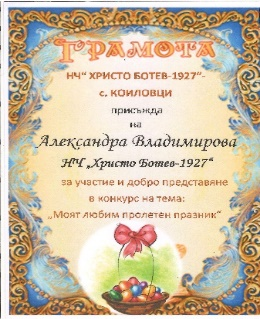 ГРАМОТА
НЧ" ХРИСТО БОТЕВ-1927"-
с. КОИЛОВЦИ
присъжда
на
Александра Владимирова
НЧ „Христо Ботев-1927“
за участие и добро представяне
в конкурс на тема:
„Моят любим пролетен празник“